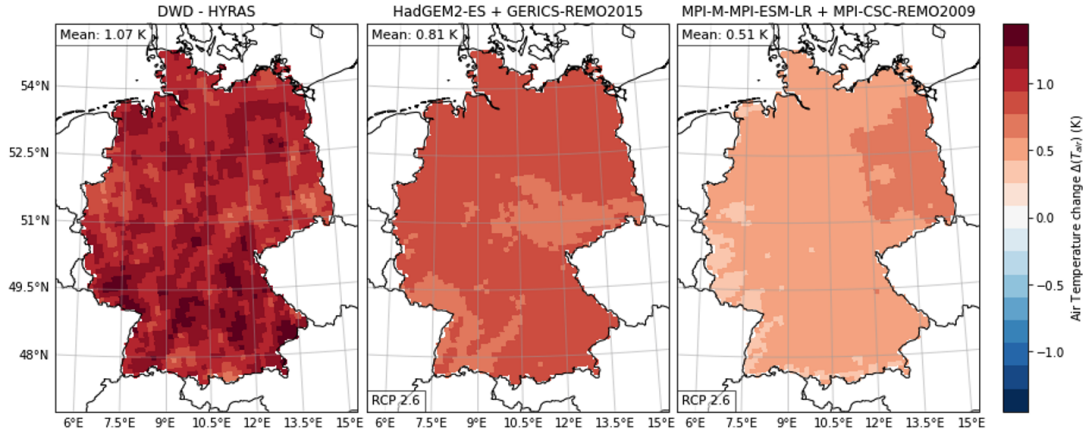 DWD - HYRAS
HadGEM2-ES + GERICS-REMO2015
MPI-M-MPI-ESM-LR + MPI-CSC-REMO2009
Mean: 1.07 K
Mean: 0.81 K
Mean: 0.51 K
54°N
52.5°N
51°N
49.5°N
48°N
RCP 2.6
RCP 2.6
6°E 7.5°E 9°E 10.5°E 12°E 13.5°E 15°E
6°E 7.5°E 9°E 10.5°E 12°E 13.5°E 15°E
6°E 7.5°E 9°E 10.5°E 12°E 13.5°E 15°E
1.0
0.5
0.0
−0.5
−1.0
Air Temperature change Δ(T_air) (K)